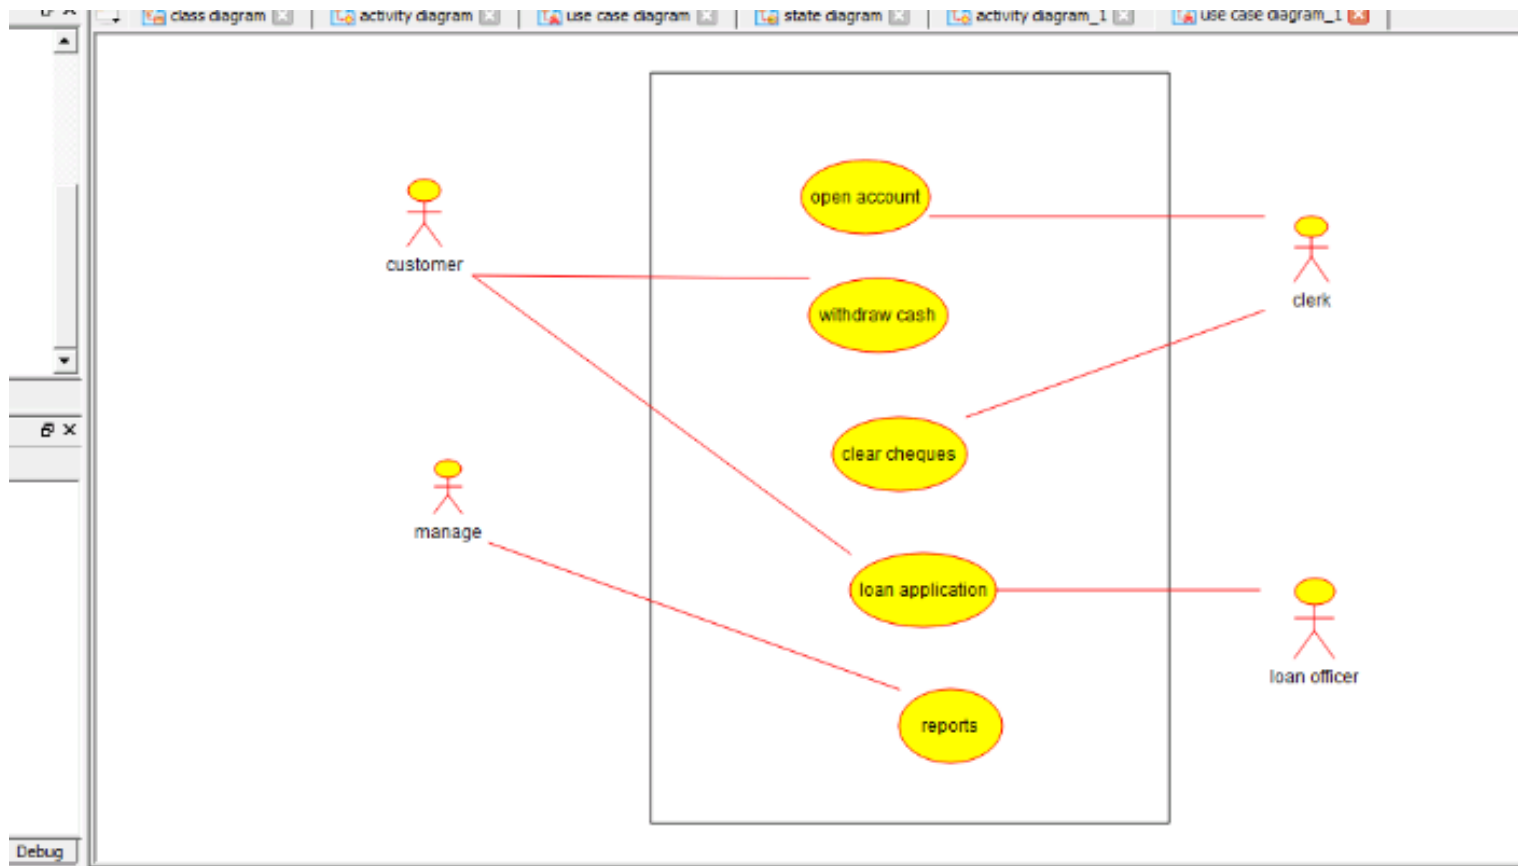 class diagram
activity diagram
use case diagram
state diagram
activity diagram_1
use case diagram_1
open account
customer
withdraw cash
clerk
clear cheques
manage
loan application
loan officer
reports
Debug